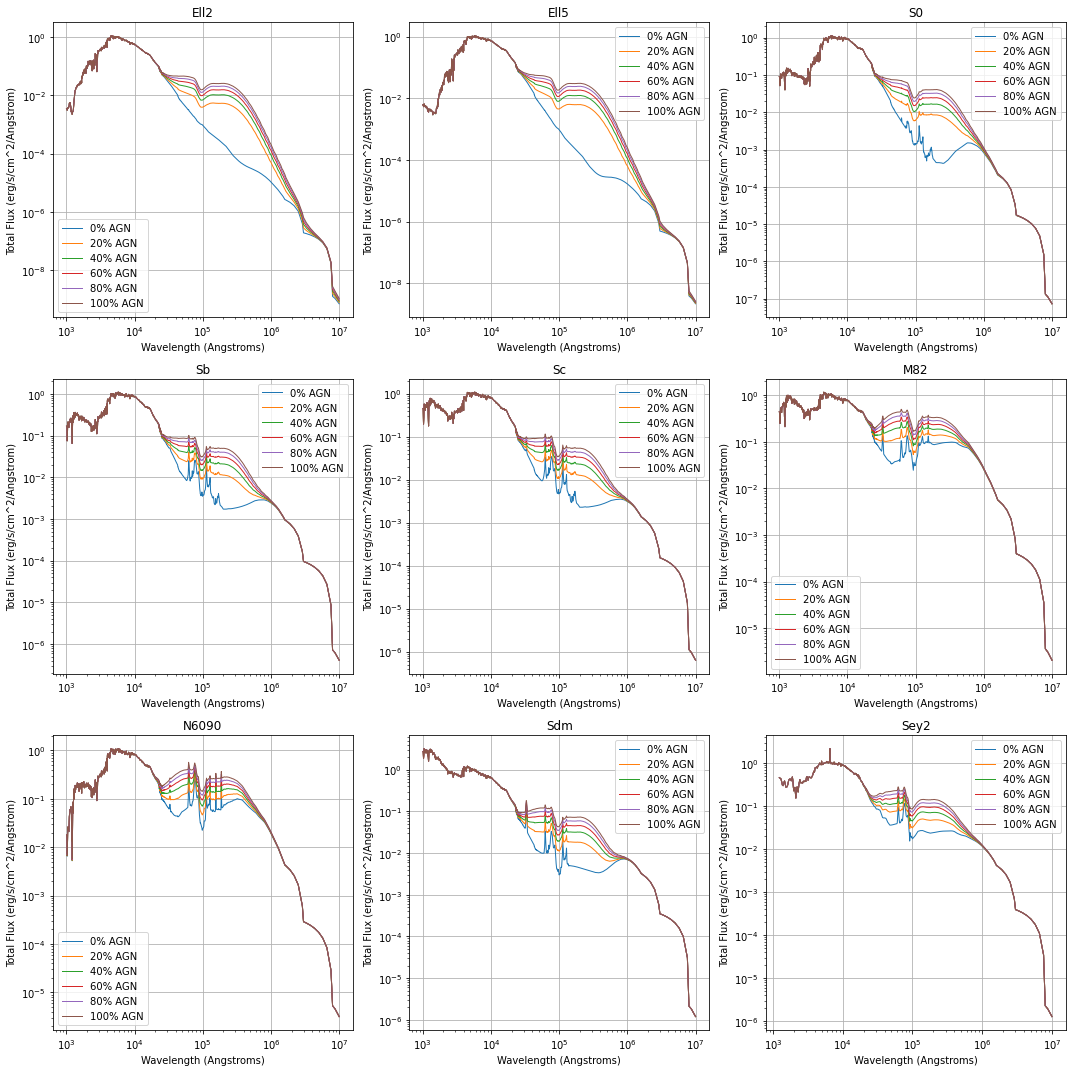 Ell2
Total Flux (erg/s/cm^2/Angstrom)
10^0
10^-2
10^-4
10^-6
10^-8
0% AGN
20% AGN
40% AGN
60% AGN
80% AGN
100% AGN
10^3 10^4 10^5 10^6 10^7
Wavelength (Angstroms)
Ell5
Total Flux (erg/s/cm^2/Angstrom)
10^0
10^-2
10^-4
10^-6
10^-8
0% AGN
20% AGN
40% AGN
60% AGN
80% AGN
100% AGN
10^3 10^4 10^5 10^6 10^7
Wavelength (Angstroms)
S0
Total Flux (erg/s/cm^2/Angstrom)
10^0
10^-1
10^-2
10^-3
10^-4
10^-5
10^-6
10^-7
0% AGN
20% AGN
40% AGN
60% AGN
80% AGN
100% AGN
10^3 10^4 10^5 10^6 10^7
Wavelength (Angstroms)
Sb
Total Flux (erg/s/cm^2/Angstrom)
10^0
10^-1
10^-2
10^-3
10^-4
10^-5
10^-6
0% AGN
20% AGN
40% AGN
60% AGN
80% AGN
100% AGN
10^3 10^4 10^5 10^6 10^7
Wavelength (Angstroms)
Sc
Total Flux (erg/s/cm^2/Angstrom)
10^0
10^-1
10^-2
10^-3
10^-4
10^-5
10^-6
0% AGN
20% AGN
40% AGN
60% AGN
80% AGN
100% AGN
10^3 10^4 10^5 10^6 10^7
Wavelength (Angstroms)
M82
Total Flux (erg/s/cm^2/Angstrom)
10^0
10^-1
10^-2
10^-3
10^-4
10^-5
0% AGN
20% AGN
40% AGN
60% AGN
80% AGN
100% AGN
10^3 10^4 10^5 10^6 10^7
Wavelength (Angstroms)
N6090
Total Flux (erg/s/cm^2/Angstrom)
10^0
10^-1
10^-2
10^-3
10^-4
10^-5
0% AGN
20% AGN
40% AGN
60% AGN
80% AGN
100% AGN
10^3 10^4 10^5 10^6 10^7
Wavelength (Angstroms)
Sdm
Total Flux (erg/s/cm^2/Angstrom)
10^0
10^-1
10^-2
10^-3
10^-4
10^-5
10^-6
0% AGN
20% AGN
40% AGN
60% AGN
80% AGN
100% AGN
10^3 10^4 10^5 10^6 10^7
Wavelength (Angstroms)
Sey2
Total Flux (erg/s/cm^2/Angstrom)
10^0
10^-1
10^-2
10^-3
10^-4
10^-5
10^-6
0% AGN
20% AGN
40% AGN
60% AGN
80% AGN
100% AGN
10^3 10^4 10^5 10^6 10^7
Wavelength (Angstroms)